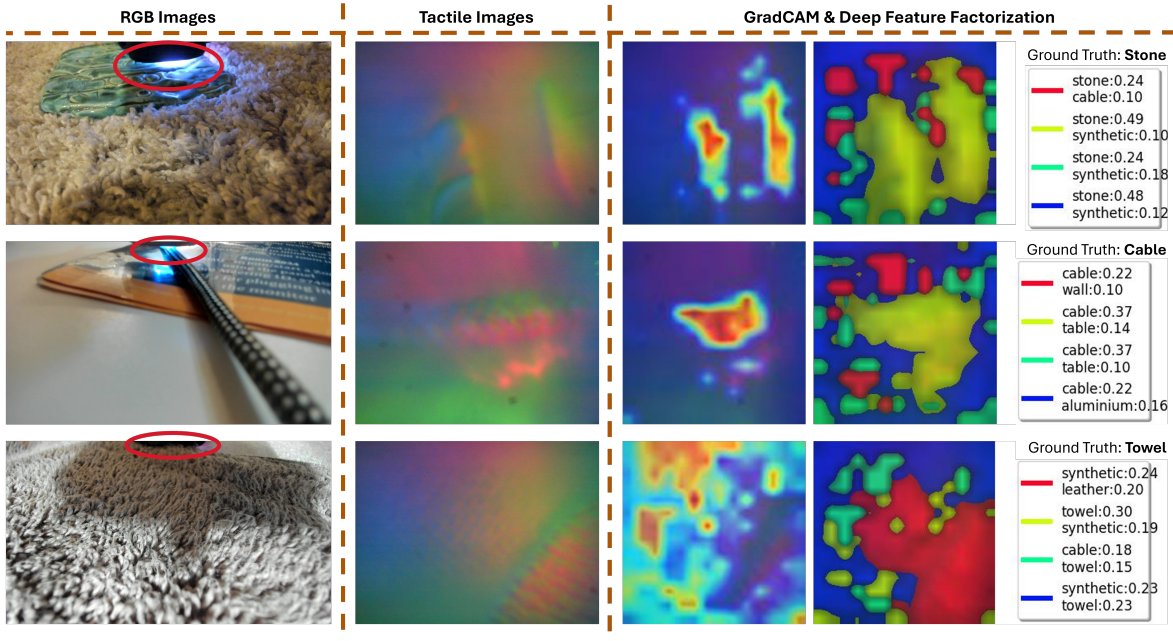 RGB Images
Tactile Images
GradCAM & Deep Feature Factorization
Ground Truth: Stone
stone:0.24
cable:0.10
stone:0.49
synthetic:0.10
stone:0.24
synthetic:0.18
stone:0.48
synthetic:0.12
the monitor
Ground Truth: Cable
cable:0.22
wall:0.10
cable:0.37
table:0.14
cable:0.37
table:0.10
cable:0.22
aluminium:0.16
Ground Truth: Towel
synthetic:0.24
leather:0.20
towel:0.30
synthetic:0.19
cable:0.18
towel:0.15
synthetic:0.23
towel:0.23